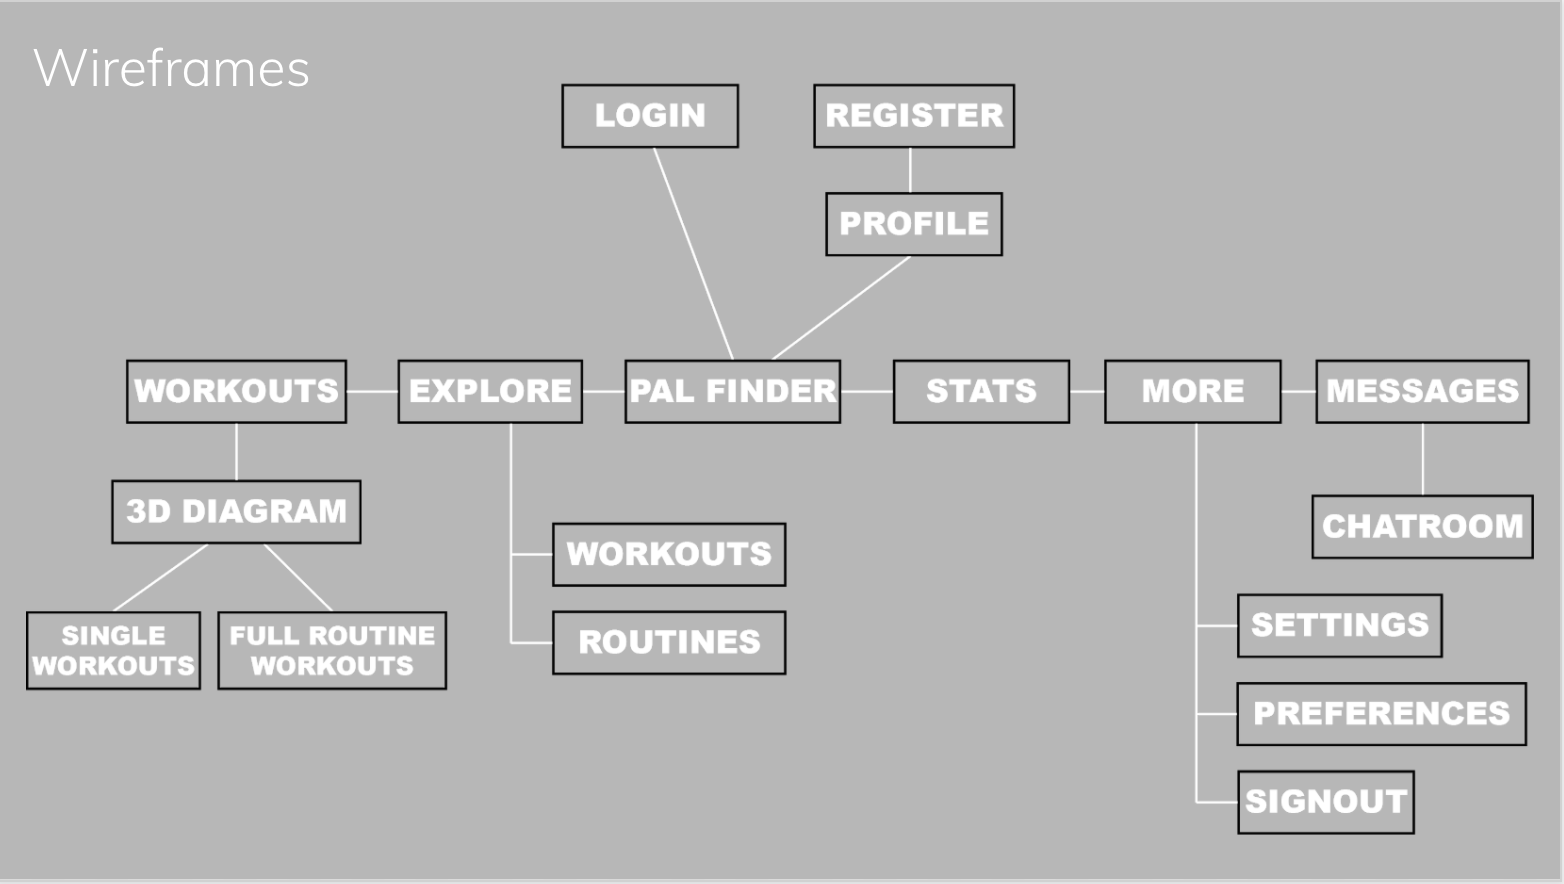 Wireframes
LOGIN
REGISTER
PROFILE
WORKOUTS
EXPLORE
PAL FINDER
STATS
MORE
MESSAGES
3D DIAGRAM
CHATROOM
WORKOUTS
ROUTINES
SINGLE
WORKOUTS
FULL ROUTINE
WORKOUTS
SETTINGS
PREFERENCES
SIGNOUT